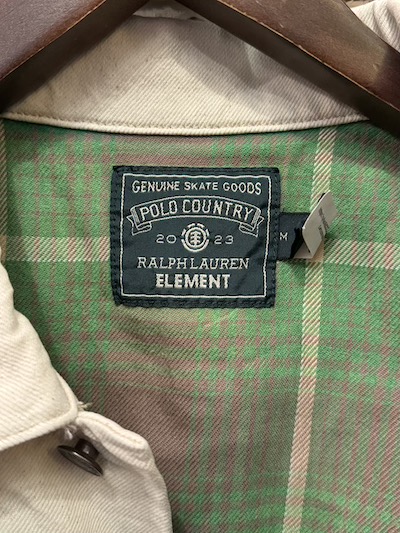 GENUINE SKATE GOODS
POLO COUNTRY
20 23
RALPH LAUREN
ELEMENT
M